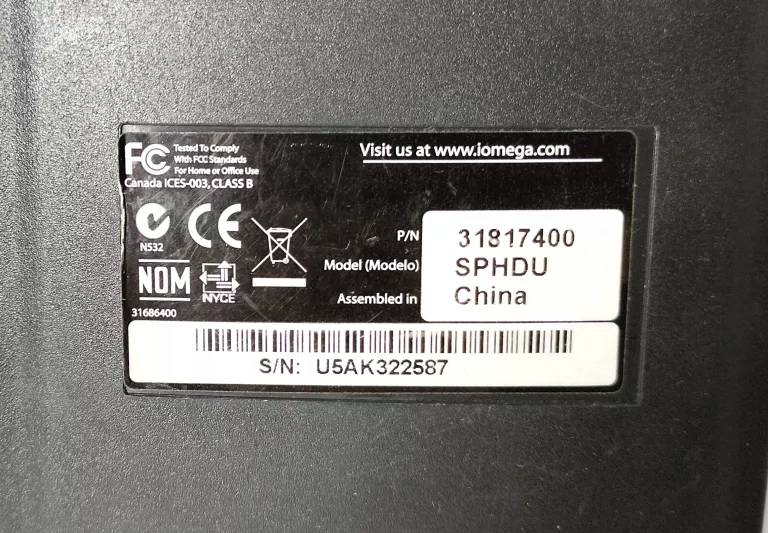 FC Tested To Comply
With FCC Standards
For Home or Office Use
Canada ICES-003, CLASS B
Visit us at www.iomega.com
N532
CE
NOM
NYCE
31686400
P/N 31817400
Model (Modelo) SPHDU
Assembled in China
S/N: U5AK322587